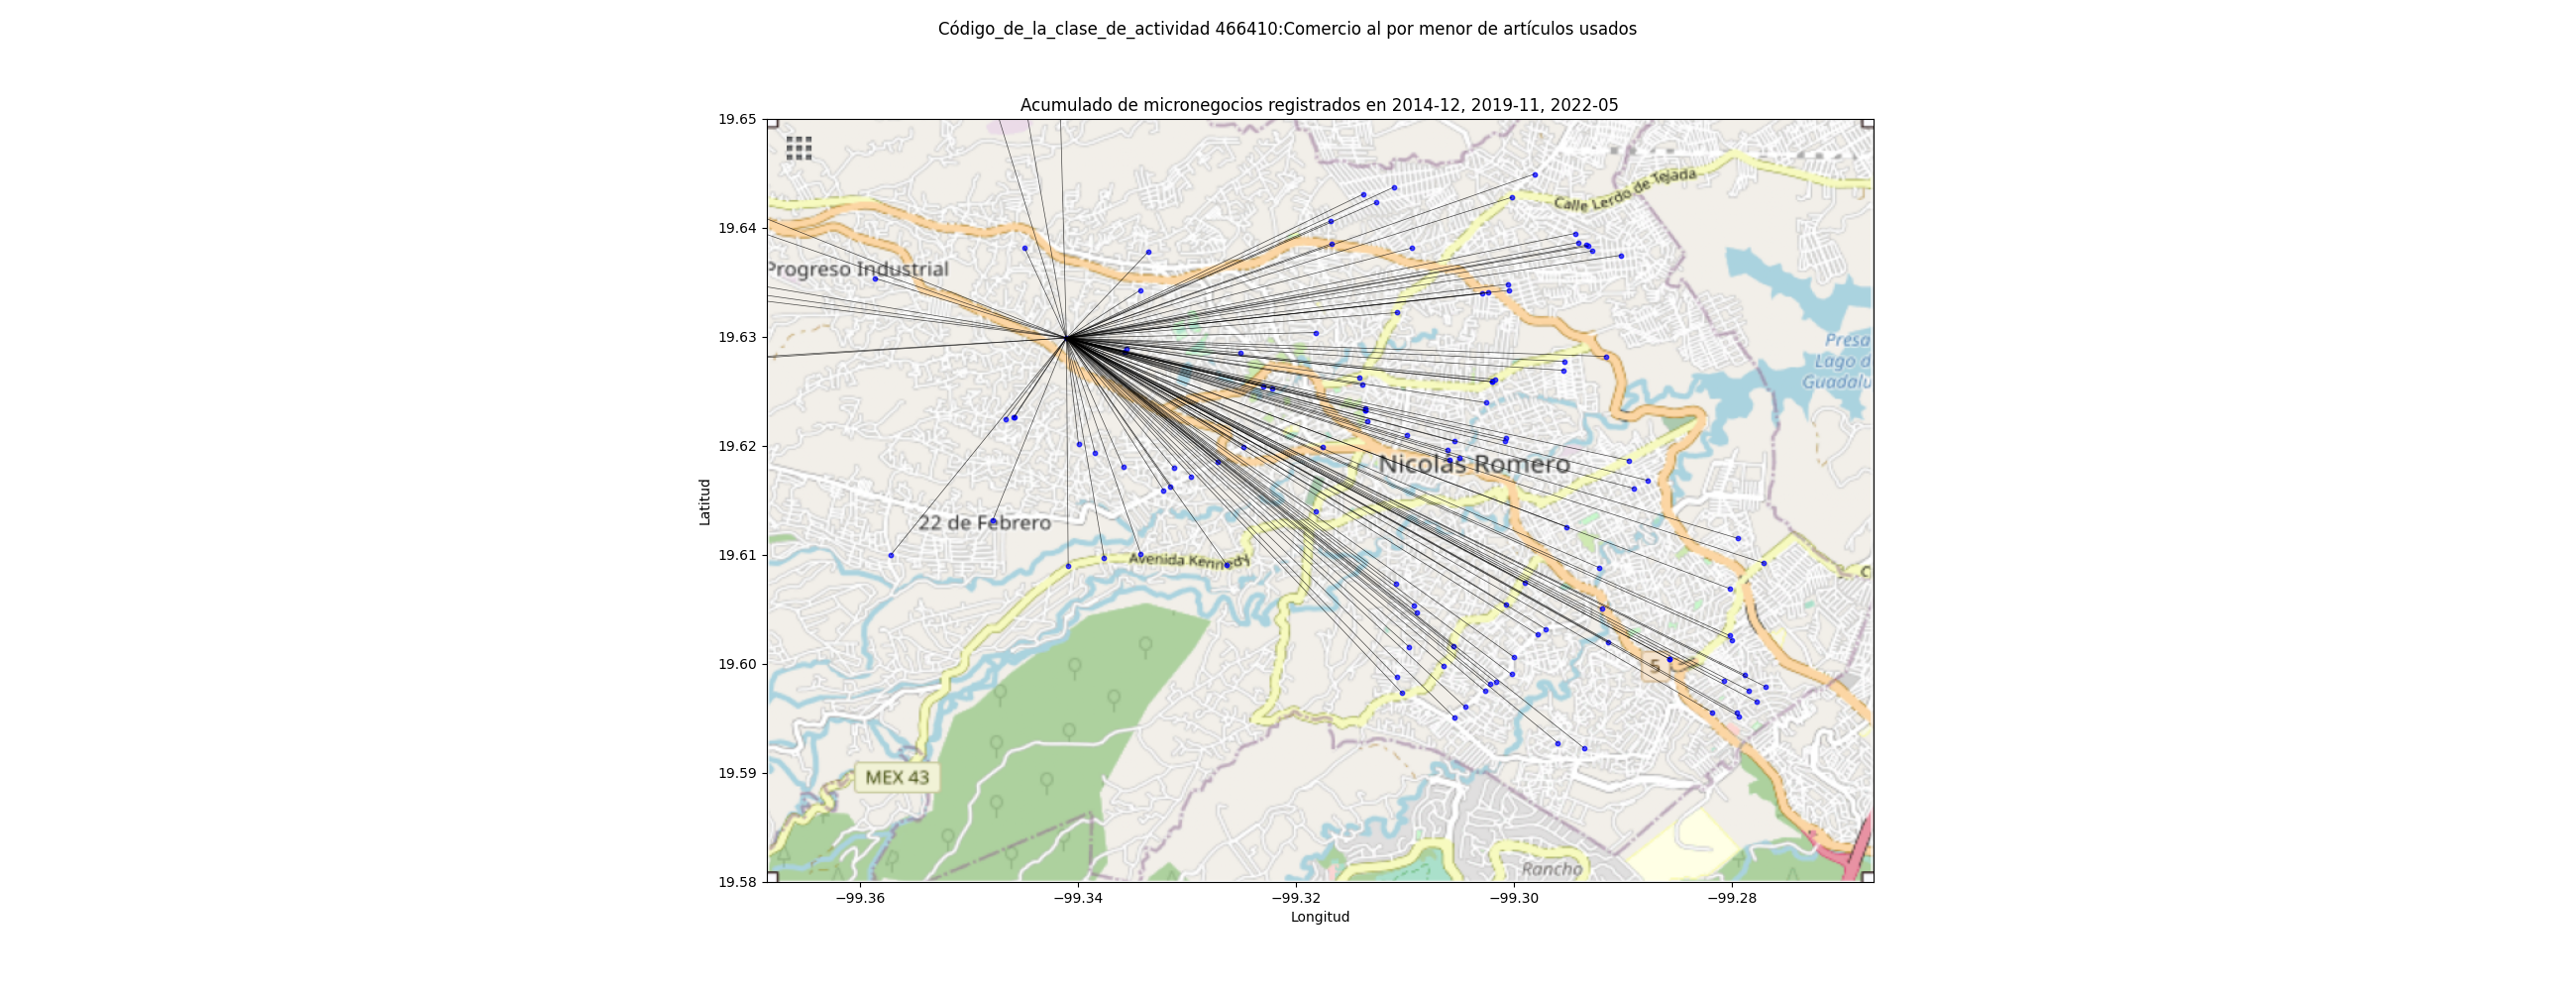 Código_de_la_clase_de_actividad 466410:Comercio al por menor de artículos usados
Acumulado de micronegocios registrados en 2014-12, 2019-11, 2022-05
19.65
19.64
19.63
19.62
19.61
19.60
19.59
19.58
Latitud
Calle Lerdo de Tejada
Progreso Industrial
Presa
Lago d
Guadalu
Nicolás Romero
22 de Febrero
Avenida Kennedy
C
5
MEX 43
Rancho
−99.36
−99.34
−99.32
−99.30
−99.28
Longitud